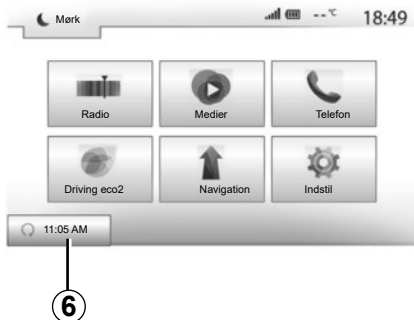 Mørk
--°C 18:49
Radio Medier Telefon
Driving eco2 Navigation Indstil
11:05 AM
6